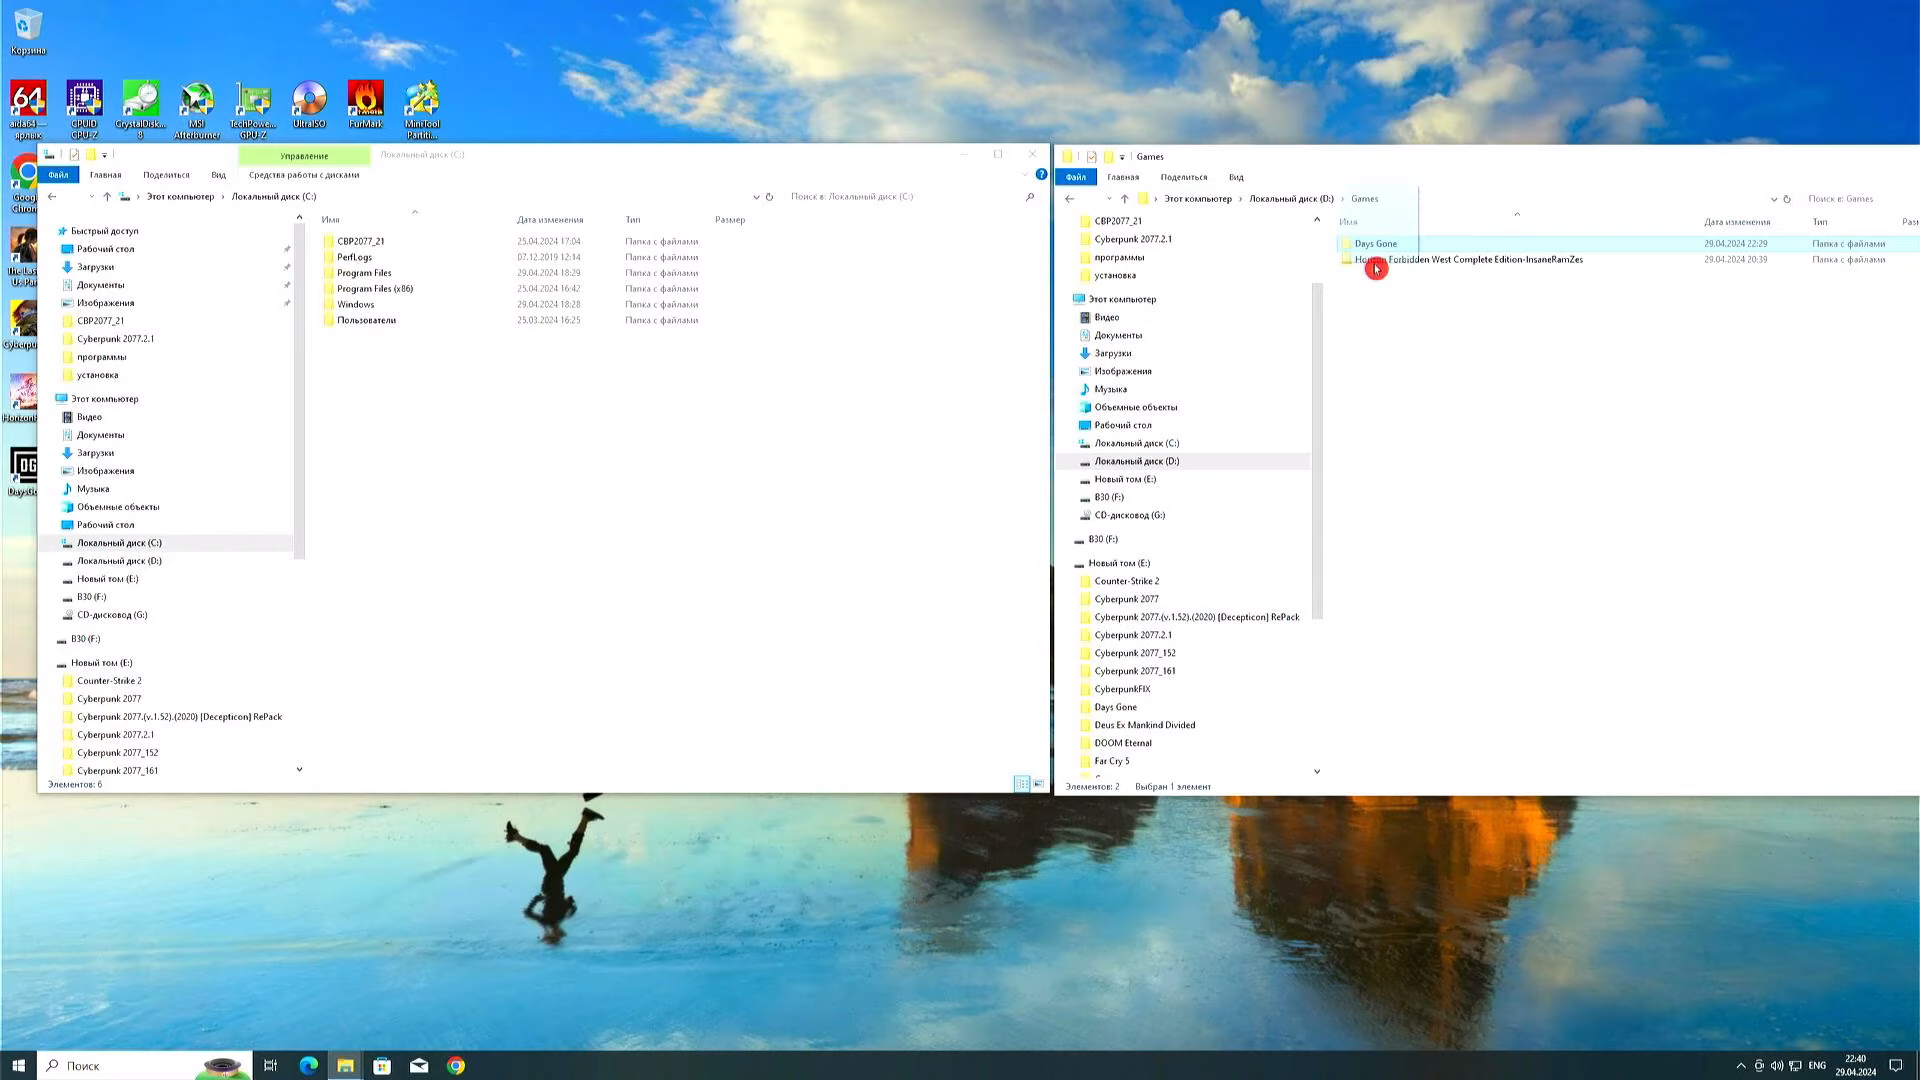 Корзина
aida64 —
ярлык
CPUID
CPU-Z
CrystalDisk...
8
MSI
Afterburner
TechPowe...
GPU-Z
UltraISO
FurMark
MiniTool
Partiti...
Управление
Локальный диск (C:)
Файл
Главная
Поделиться
Вид
Средства работы с дисками
Этот компьютер
Локальный диск (C:)
Поиск в: Локальный диск (C:)
Имя
Дата изменения
Тип
Размер
CBP2077_21 25.04.2024 17:04 Папка с файлами
PerfLogs 07.12.2019 12:14 Папка с файлами
Program Files 29.04.2024 18:29 Папка с файлами
Program Files (x86) 25.04.2024 16:42 Папка с файлами
Windows 29.04.2024 18:28 Папка с файлами
Пользователи 25.03.2024 16:25 Папка с файлами
Быстрый доступ
Рабочий стол
Загрузки
Документы
Изображения
CBP2077_21
Cyberpunk 2077.2.1
программы
установка
Этот компьютер
Видео
Документы
Загрузки
Изображения
Музыка
Объемные объекты
Рабочий стол
Локальный диск (C:)
Локальный диск (D:)
Новый том (E:)
B30 (F:)
CD-дисковод (G:)
B30 (F:)
Новый том (E:)
Counter-Strike 2
Cyberpunk 2077
Cyberpunk 2077.(v.1.52).(2020) [Decepticon] RePack
Cyberpunk 2077.2.1
Cyberpunk 2077_152
Cyberpunk 2077_161
Элементов: 6
Games
Файл
Главная
Поделиться
Вид
Этот компьютер
Локальный диск (D:)
Games
Поиск в: Games
Имя
Дата изменения
Тип
Раз
Days Gone 29.04.2024 22:29 Папка с файлами
Forbidden West Complete Edition-InsaneRamZes 29.04.2024 20:39 Папка с файлами
CBP2077_21
Cyberpunk 2077.2.1
программы
установка
Этот компьютер
Видео
Документы
Загрузки
Изображения
Музыка
Объемные объекты
Рабочий стол
Локальный диск (C:)
Локальный диск (D:)
Новый том (E:)
B30 (F:)
CD-дисковод (G:)
B30 (F:)
Новый том (E:)
Counter-Strike 2
Cyberpunk 2077
Cyberpunk 2077.(v.1.52).(2020) [Decepticon] RePack
Cyberpunk 2077.2.1
Cyberpunk 2077_152
Cyberpunk 2077_161
CyberpunkFIX
Days Gone
Deus Ex Mankind Divided
DOOM Eternal
Far Cry 5
Элементов: 2
Выбран 1 элемент
Поиск
ENG
22:40
29.04.2024